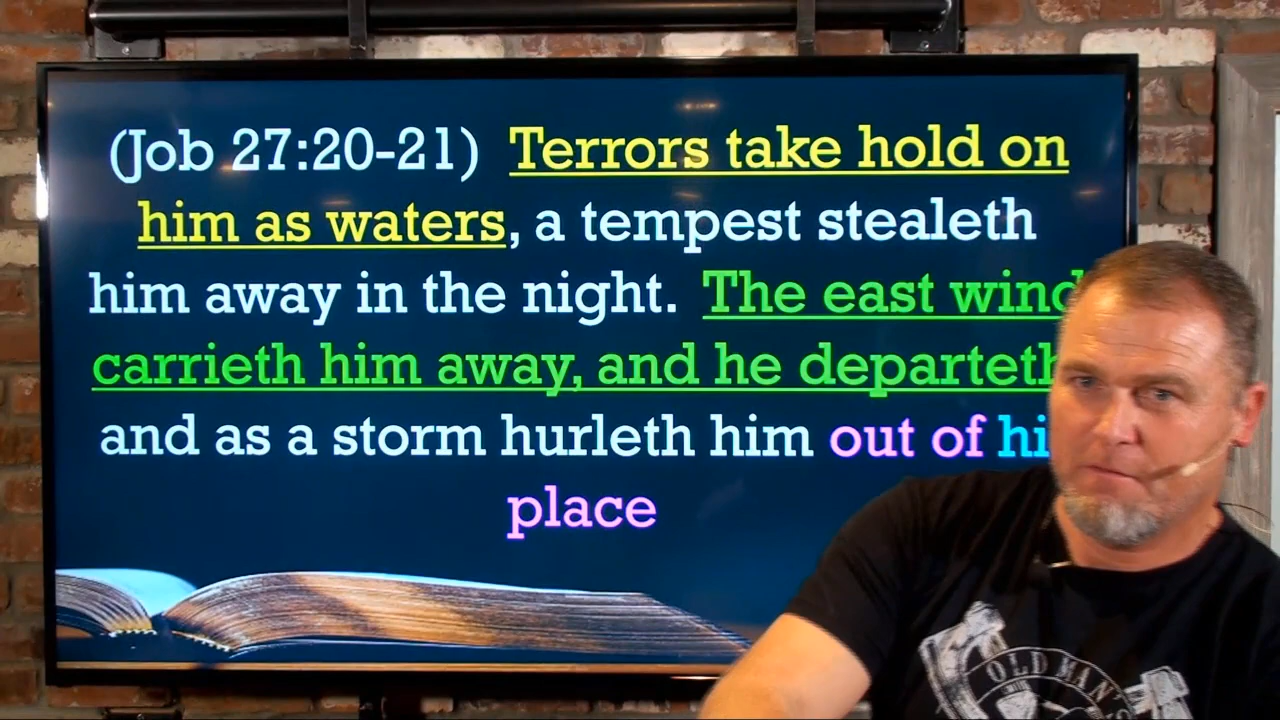 (Job 27:20-21) Terrors take hold on
him as waters, a tempest stealeth
him away in the night. The east wind
carrieth him away, and he departeth
and as a storm hurleth him out of
place
OLD MAN'S